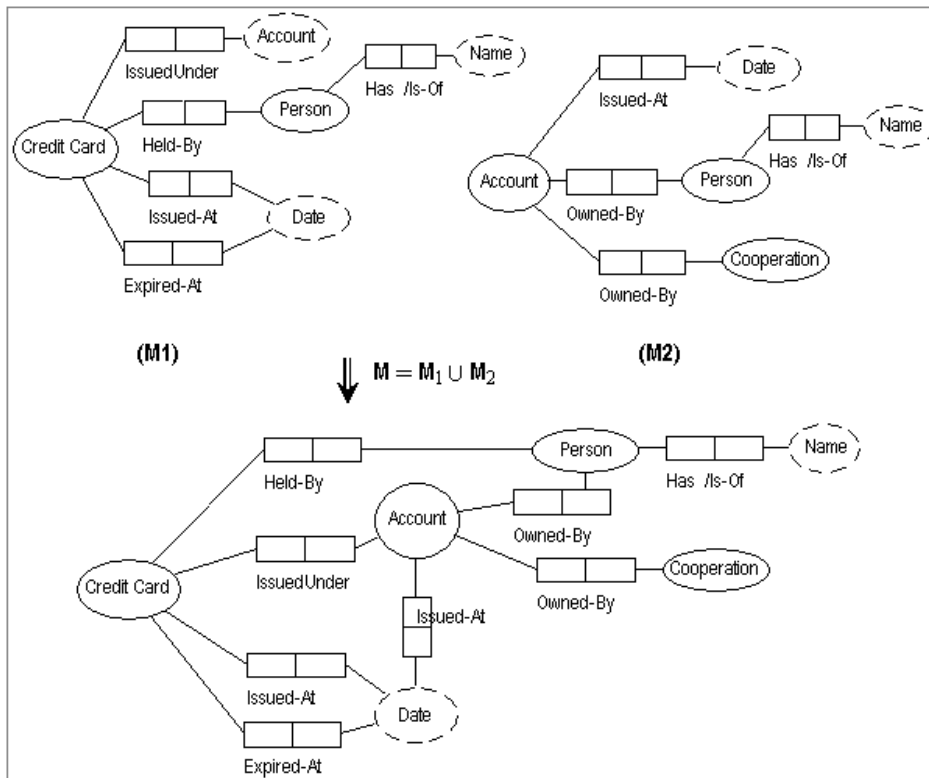 Account
IssuedUnder
Name
Has /Is-Of
Person
Held-By
Credit Card
Issued-At
Date
Expired-At
(M1)
Date
Issued-At
Name
Has /Is-Of
Account
Person
Owned-By
Cooperation
Owned-By
(M2)
M = M₁ ∪ M₂
Person
Name
Held-By
Has /Is-Of
Account
Owned-By
IssuedUnder
Credit Card
Cooperation
Owned-By
Issued-At
Issued-At
Date
Expired-At